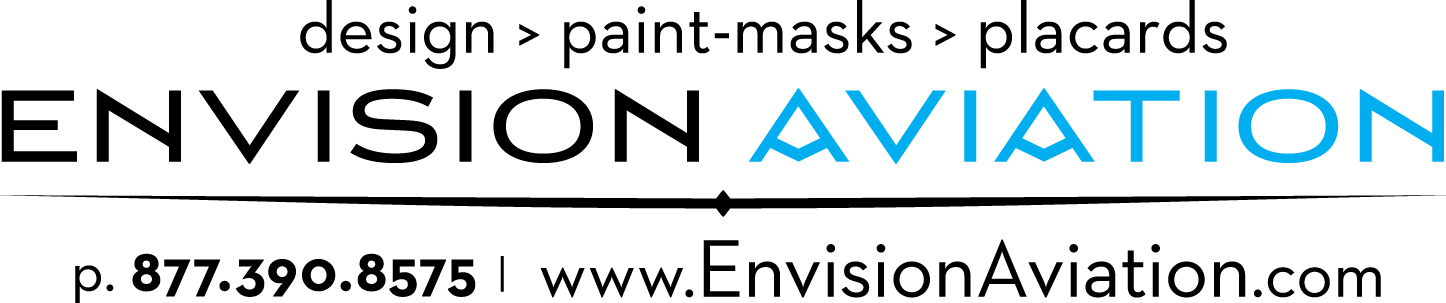 design > paint-masks > placards
ENVISION AVIATION
p. 877.390.8575 | www.EnvisionAviation.com